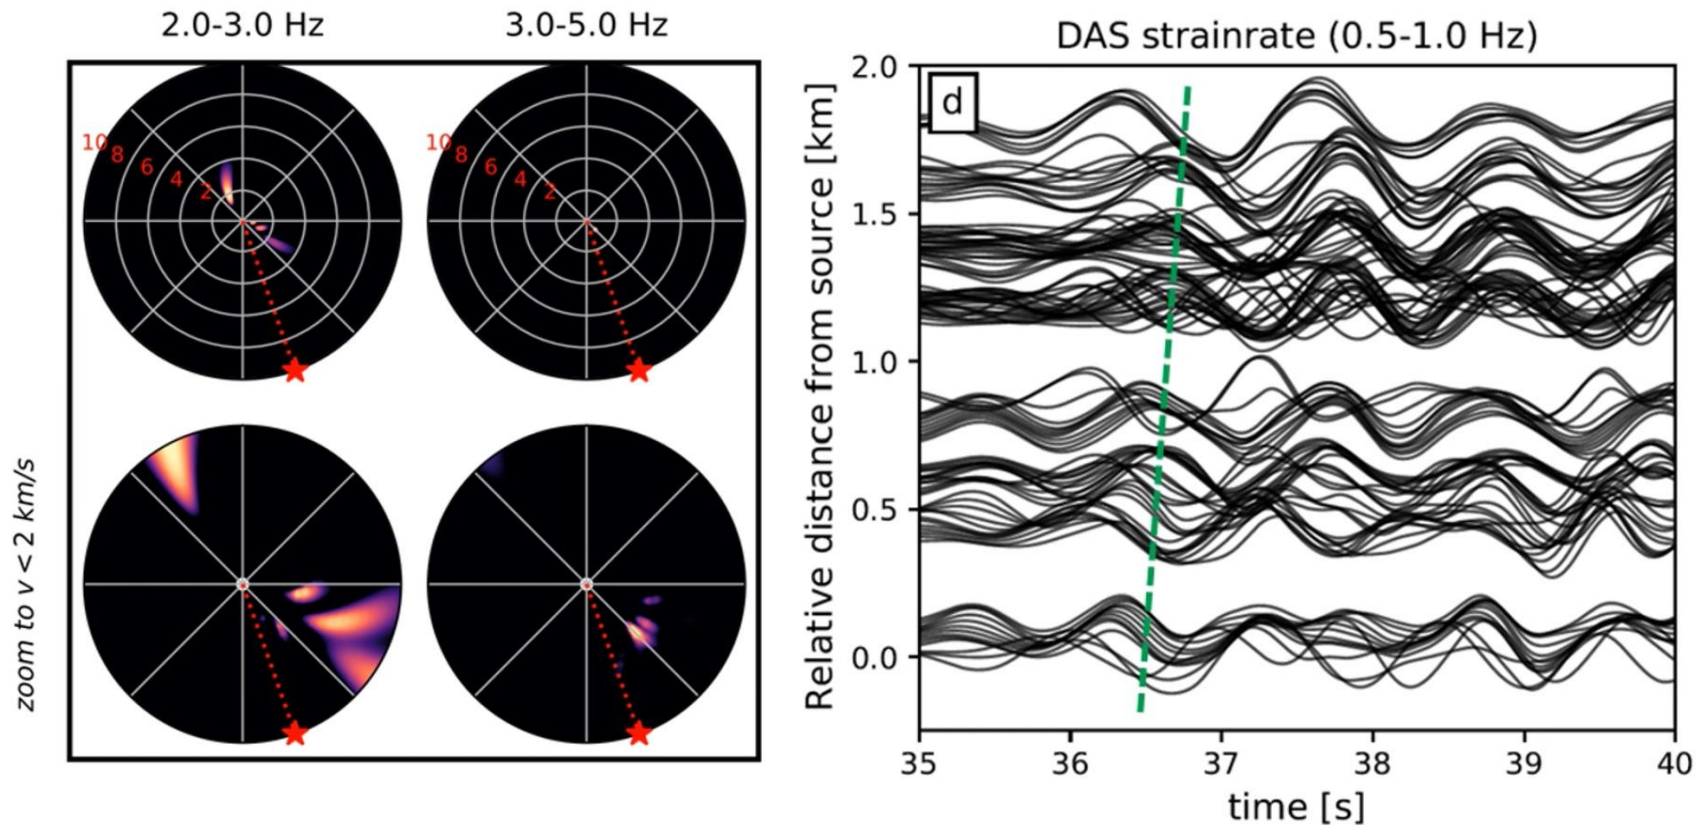 2.0-3.0 Hz
3.0-5.0 Hz
10
8
6
4
2
10
8
6
4
2
zoom to v < 2 km/s
DAS strainrate (0.5-1.0 Hz)
d
Relative distance from source [km]
2.0
1.5
1.0
0.5
0.0
35 36 37 38 39 40
time [s]